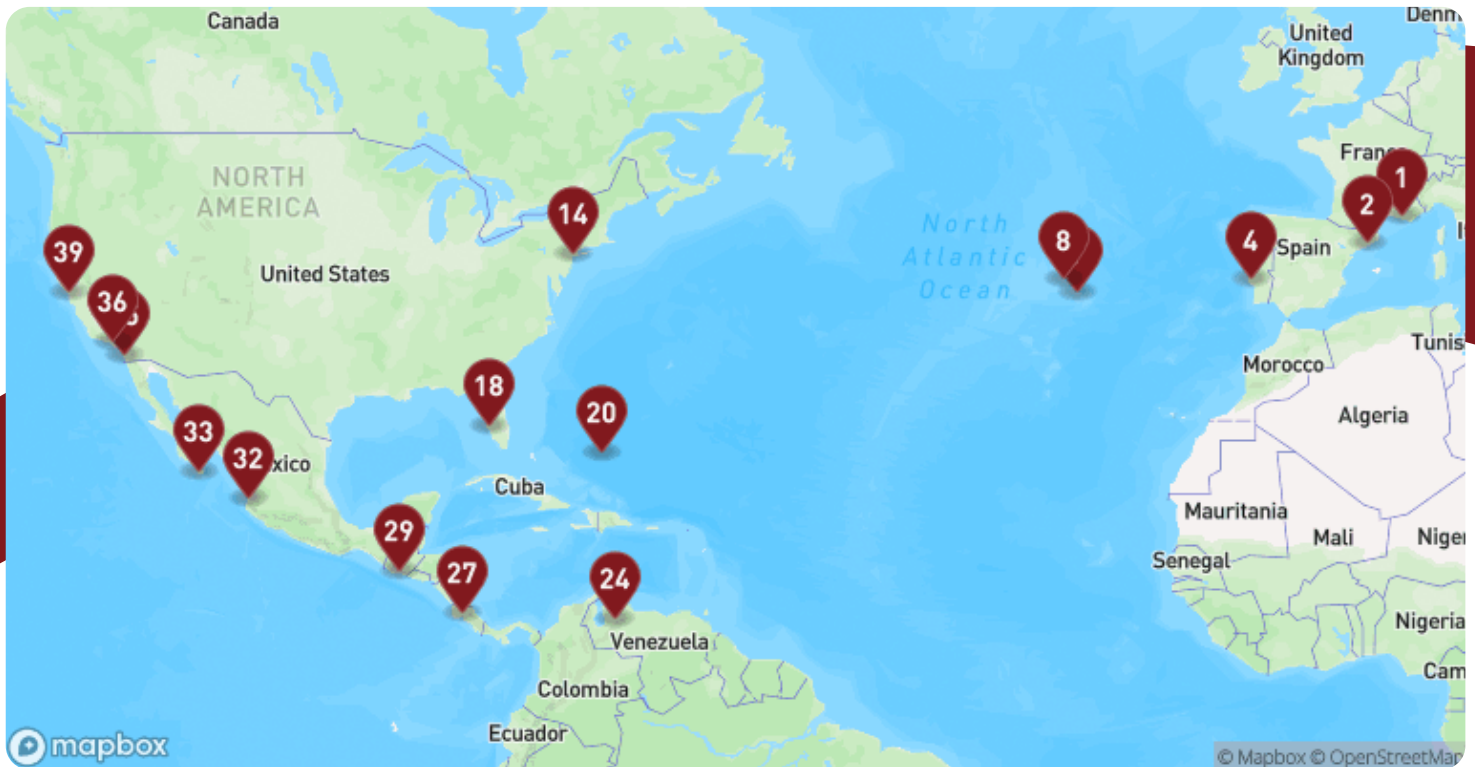 Canada
Denm
United
Kingdom
NORTH
AMERICA
Franc
1
2
14
North
Atlantic
Ocean
8
4
Spain
39
United States
36
Tunis
Morocco
18
20
Algeria
33
32
xico
Cuba
Mauritania
29
Mali
Niger
Senegal
27
24
Venezuela
Nigeria
Cam
Colombia
Ecuador
mapbox
© Mapbox © OpenStreetMap